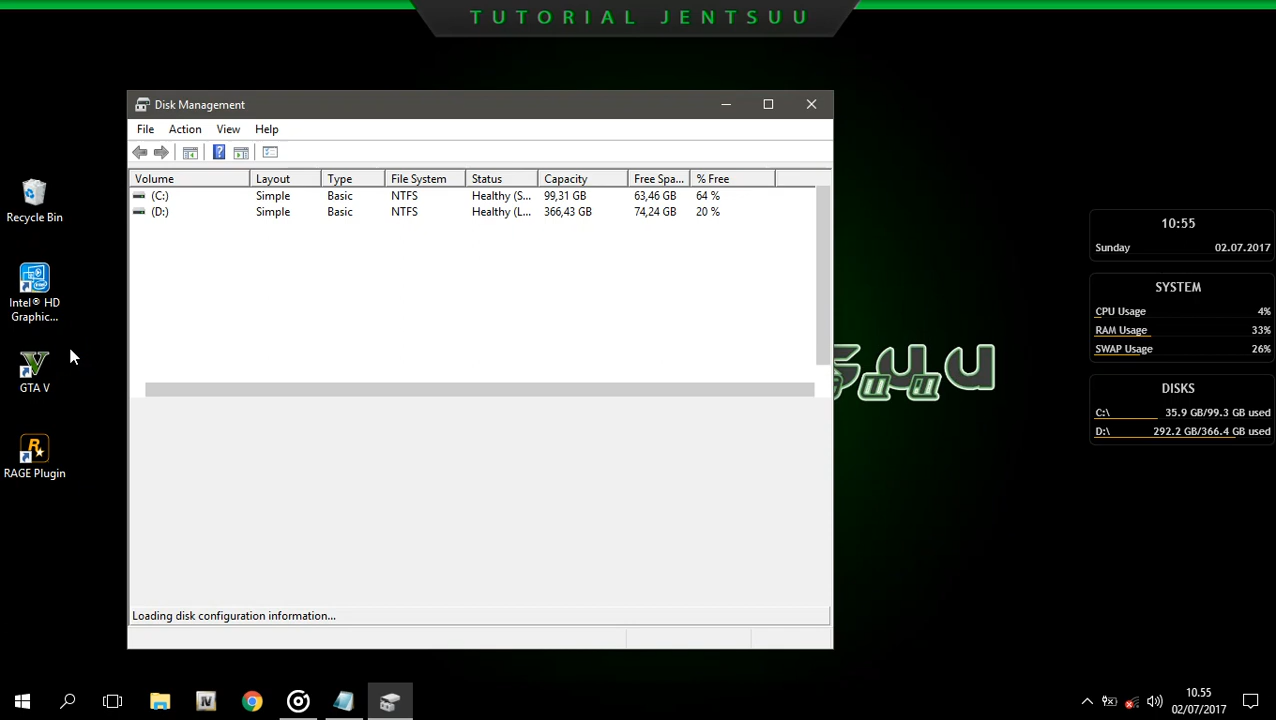 TUTORIAL JENTSUU
Disk Management
File Action View Help
Volume Layout Type File System Status Capacity Free Spa... % Free
(C:) Simple Basic NTFS Healthy (S... 99,31 GB 63,46 GB 64 %
(D:) Simple Basic NTFS Healthy (L... 366,43 GB 74,24 GB 20 %
Loading disk configuration information...
Recycle Bin
Intel® HD
Graphic...
V
GTA V
R
RAGE Plugin
10:55
Sunday 02.07.2017
SYSTEM
CPU Usage 4%
RAM Usage 33%
SWAP Usage 26%
DISKS
C:\ 35.9 GB/99.3 GB used
D:\ 292.2 GB/366.4 GB used
10.55
02/07/2017